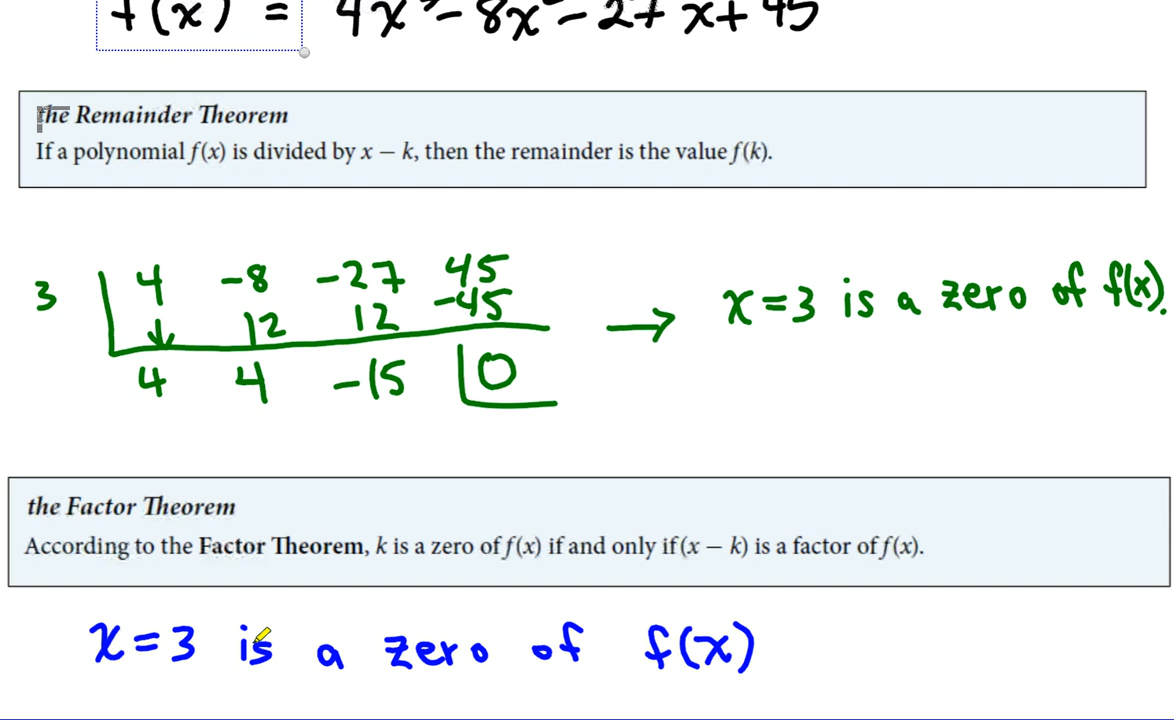 f(x) = 4x³ - 8x² - 27x + 45
the Remainder Theorem
If a polynomial f(x) is divided by x − k, then the remainder is the value f(k).
3 4 -8 -27 45
↓ 12 12 -45
4 4 -15 0
→ x=3 is a zero of f(x).
the Factor Theorem
According to the Factor Theorem, k is a zero of f(x) if and only if (x − k) is a factor of f(x).
x=3 is a zero of f(x)